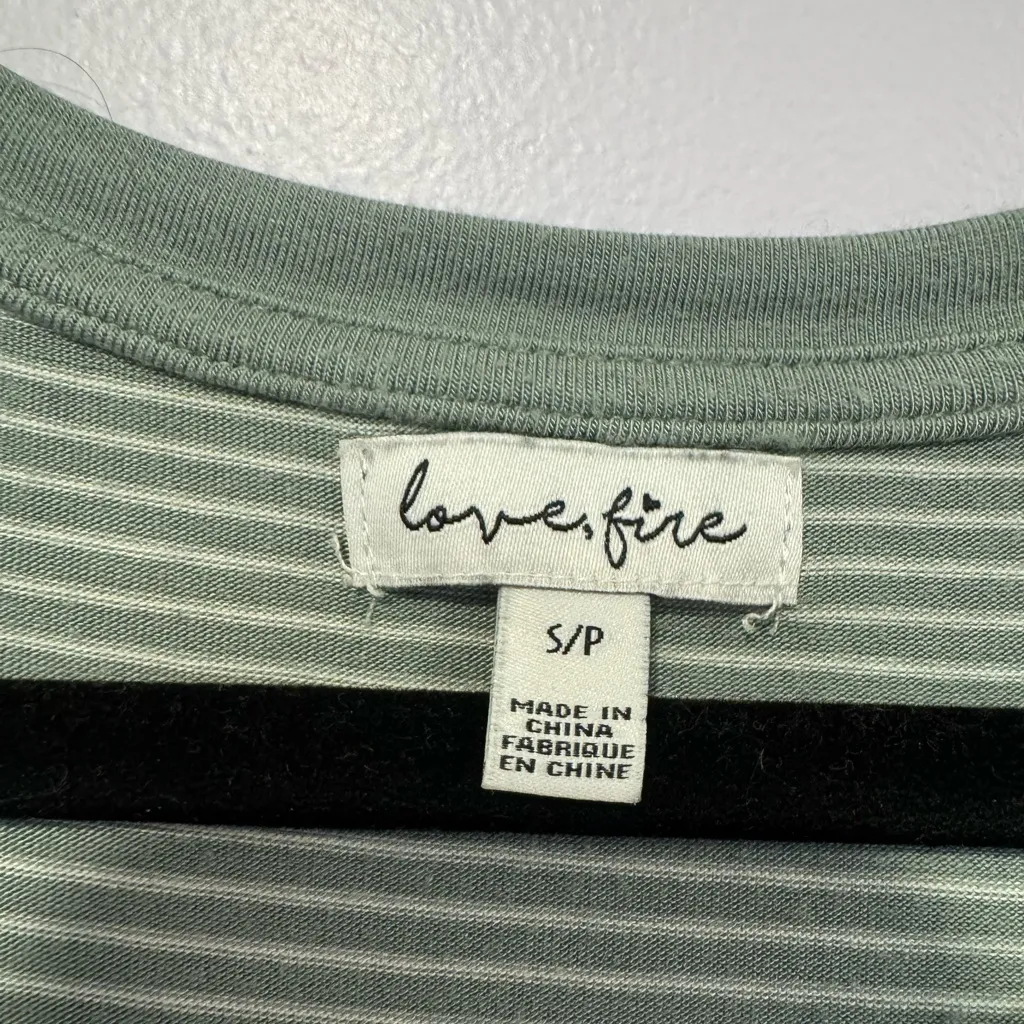 love, fire
S/P
MADE IN
CHINA
FABRIQUE
EN CHINE